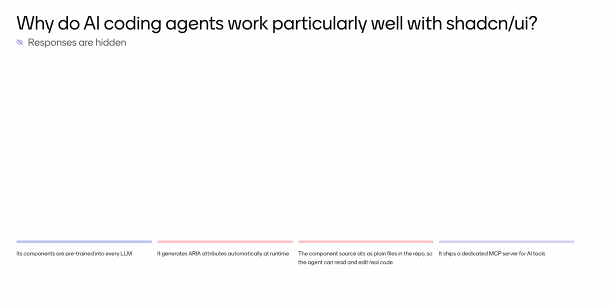 Why do AI coding agents work particularly well with shadcn/ui?
Responses are hidden
Its components are pre-trained into every LLM
It generates ARIA attributes automatically at runtime
The component source sits as plain files in the repo, so
the agent can read and edit real code
It ships a dedicated MCP server for AI tools